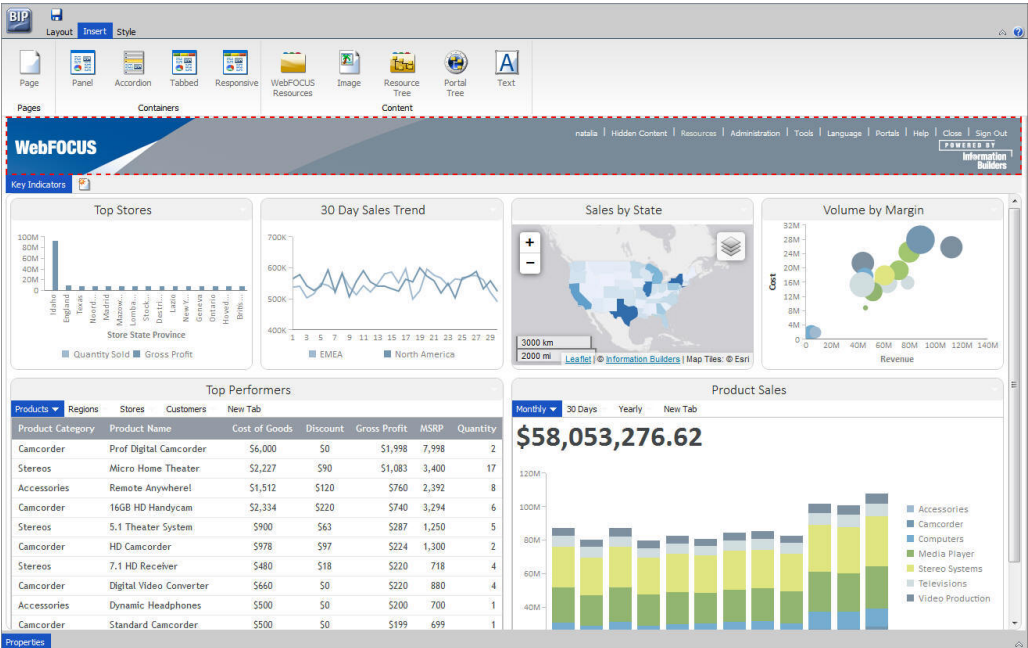 BIP
Layout Insert Style
Page Panel Accordion Tabbed Responsive WebFOCUS Resources Image Resource Tree Portal Tree Text
Pages Containers Content
natalia | Hidden Content | Resources | Administration | Tools | Language | Portals | Help | Close | Sign Out
WebFOCUS
POWERED BY
Information
Builders
Key Indicators
Top Stores
100M
80M
60M
40M
20M
0
Idaho England Texas Noord... Madrid Mazow... Lomba... Stock... Distri... Lazio New Y... Geneva Ontario Hoved... Briti...
Store State Province
Quantity Sold Gross Profit
30 Day Sales Trend
700K
600K
500K
400K
1 3 5 7 9 11 13 15 17 19 21 23 25 27 29
EMEA North America
Sales by State
+
−
3000 km
2000 mi
Leaflet | © Information Builders | Map Tiles: © Esri
Volume by Margin
32M
28M
24M
20M
16M
12M
8M
4M
0
Cost
0 20M 40M 60M 80M 100M 120M 140M
Revenue
Top Performers
Products Regions Stores Customers New Tab
Product Category Product Name Cost of Goods Discount Gross Profit MSRP Quantity
Camcorder Prof Digital Camcorder $6,000 $0 $1,998 7,998 2
Stereos Micro Home Theater $2,227 $90 $1,083 3,400 17
Accessories Remote Anywhere! $1,512 $120 $760 2,392 8
Camcorder 16GB HD Handycam $2,334 $220 $740 3,294 6
Stereos 5.1 Theater System $900 $63 $287 1,250 5
Camcorder HD Camcorder $978 $97 $224 1,300 2
Stereos 7.1 HD Receiver $480 $18 $220 718 4
Camcorder Digital Video Converter $660 $0 $220 880 4
Accessories Dynamic Headphones $500 $0 $200 700 1
Camcorder Standard Camcorder $500 $0 $199 699 1
Product Sales
Monthly 30 Days Yearly New Tab
$58,053,276.62
120M
100M
80M
60M
40M
Accessories
Camcorder
Computers
Media Player
Stereo Systems
Televisions
Video Production
Properties